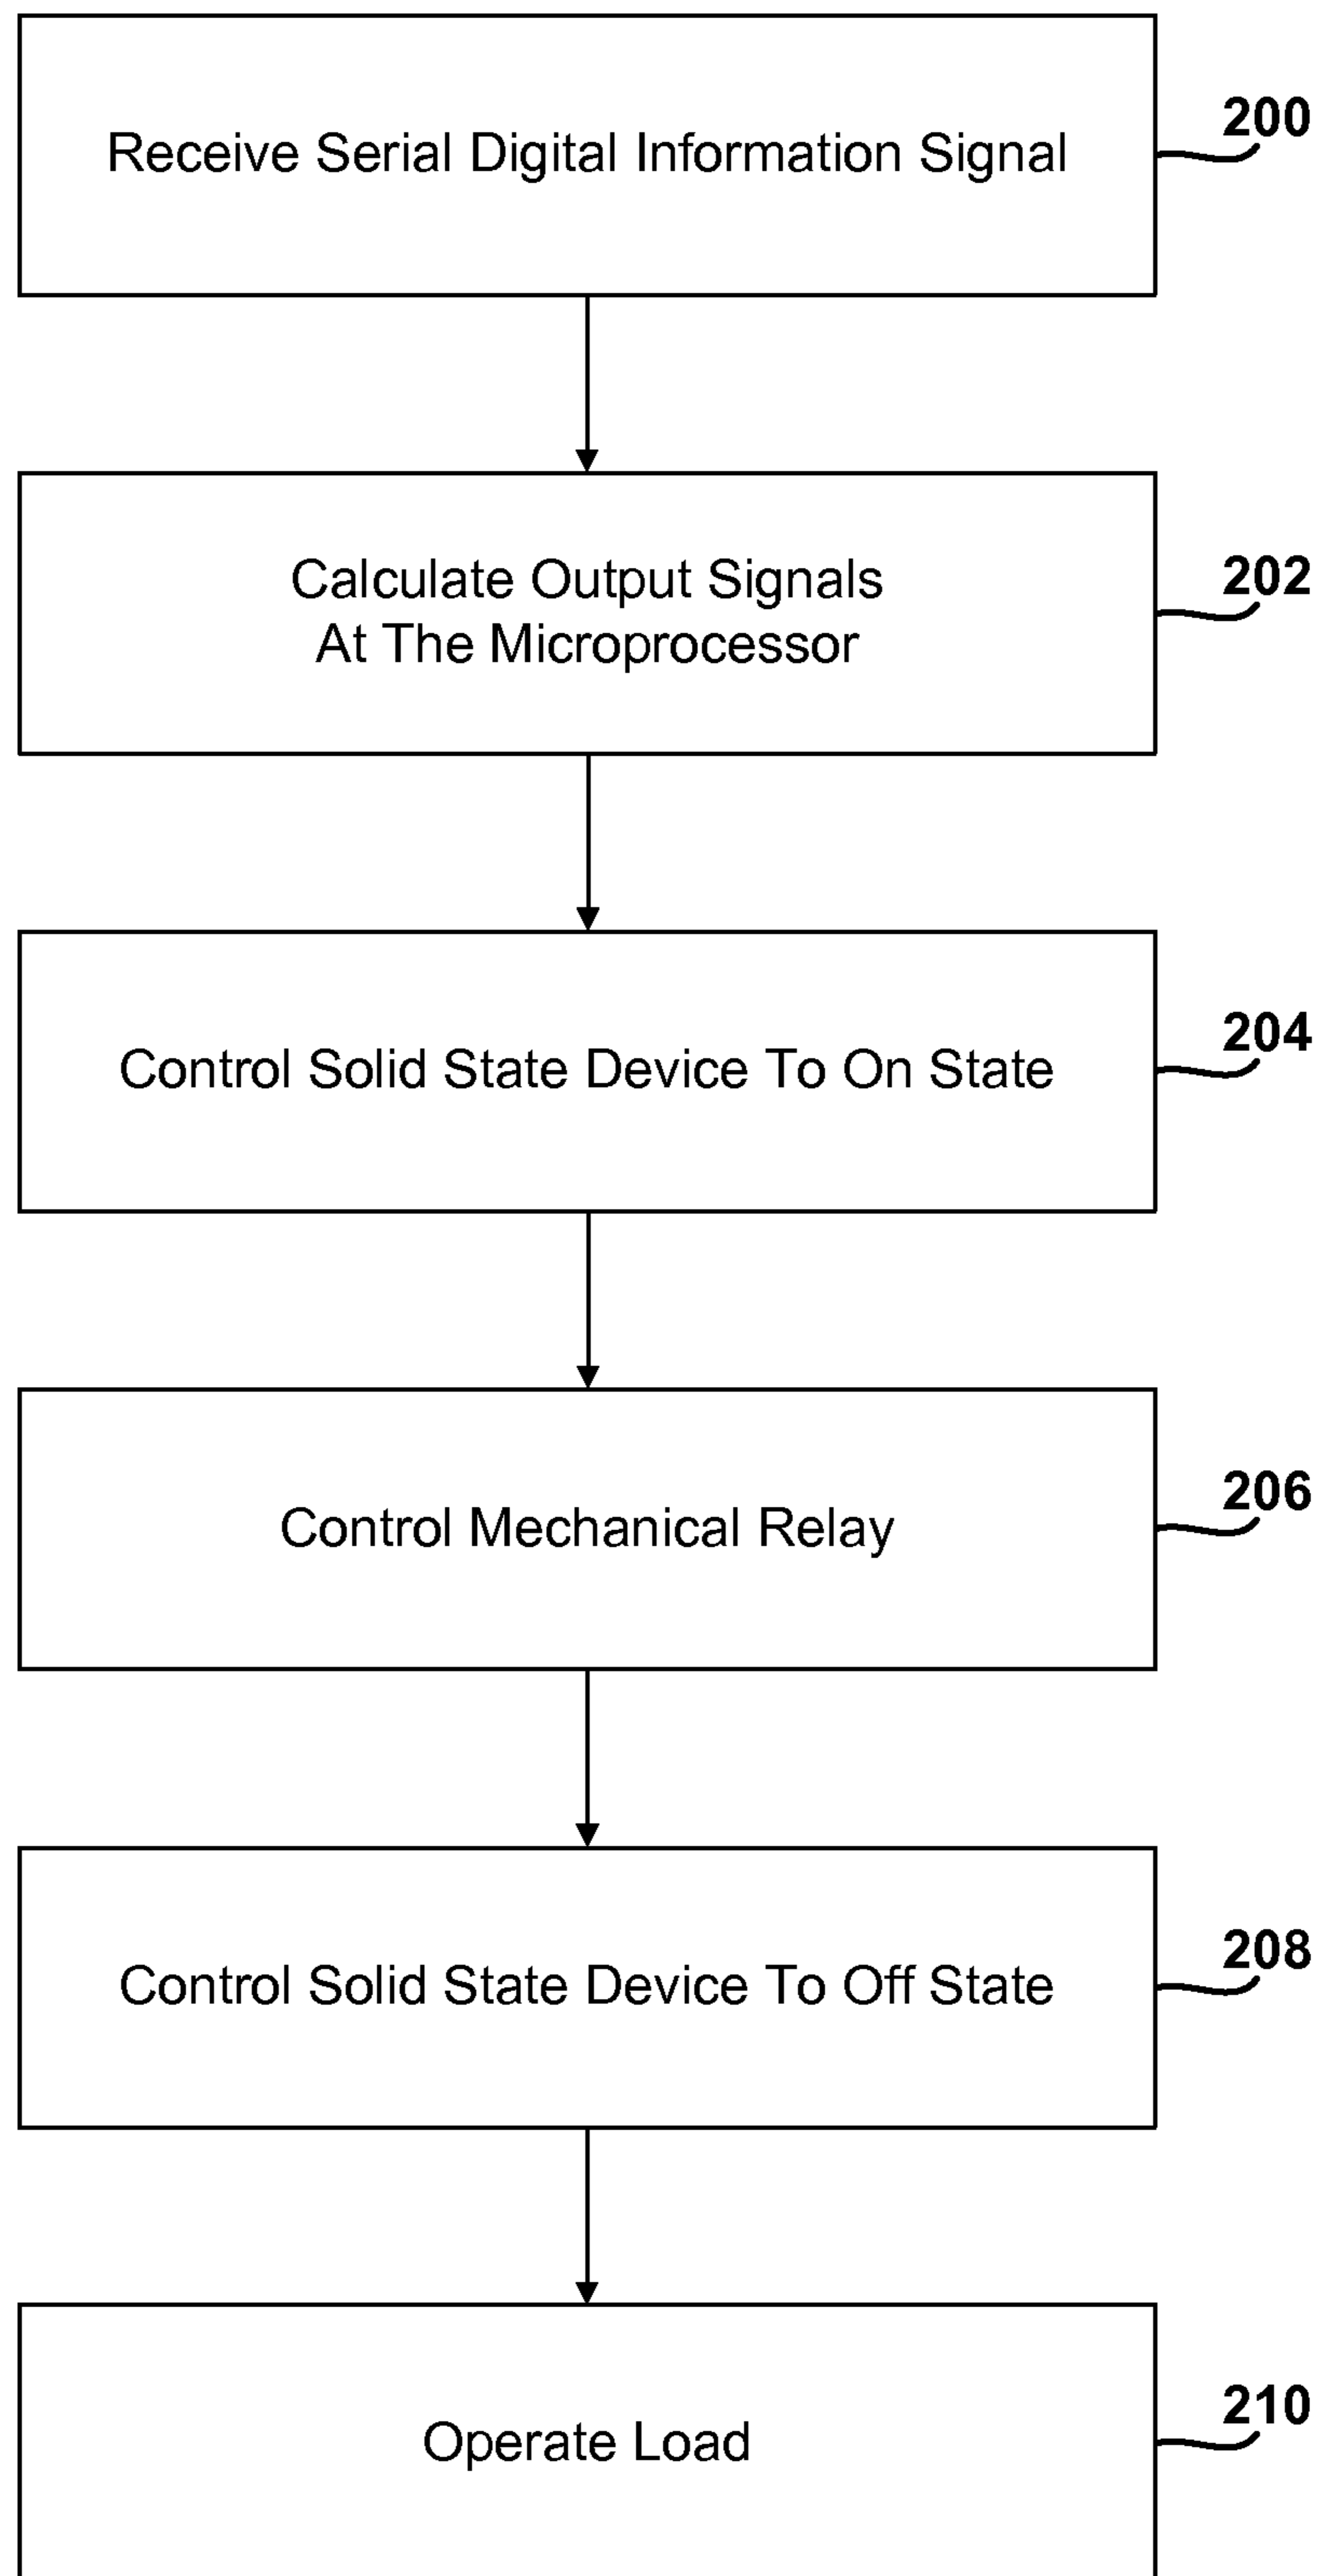 Receive Serial Digital Information Signal
200
Calculate Output Signals
At The Microprocessor
202
Control Solid State Device To On State
204
Control Mechanical Relay
206
Control Solid State Device To Off State
208
Operate Load
210